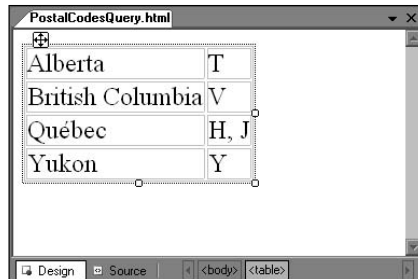 PostalCodesQuery.html
Alberta T
British Columbia V
Québec H, J
Yukon Y
Design Source <body> <table>